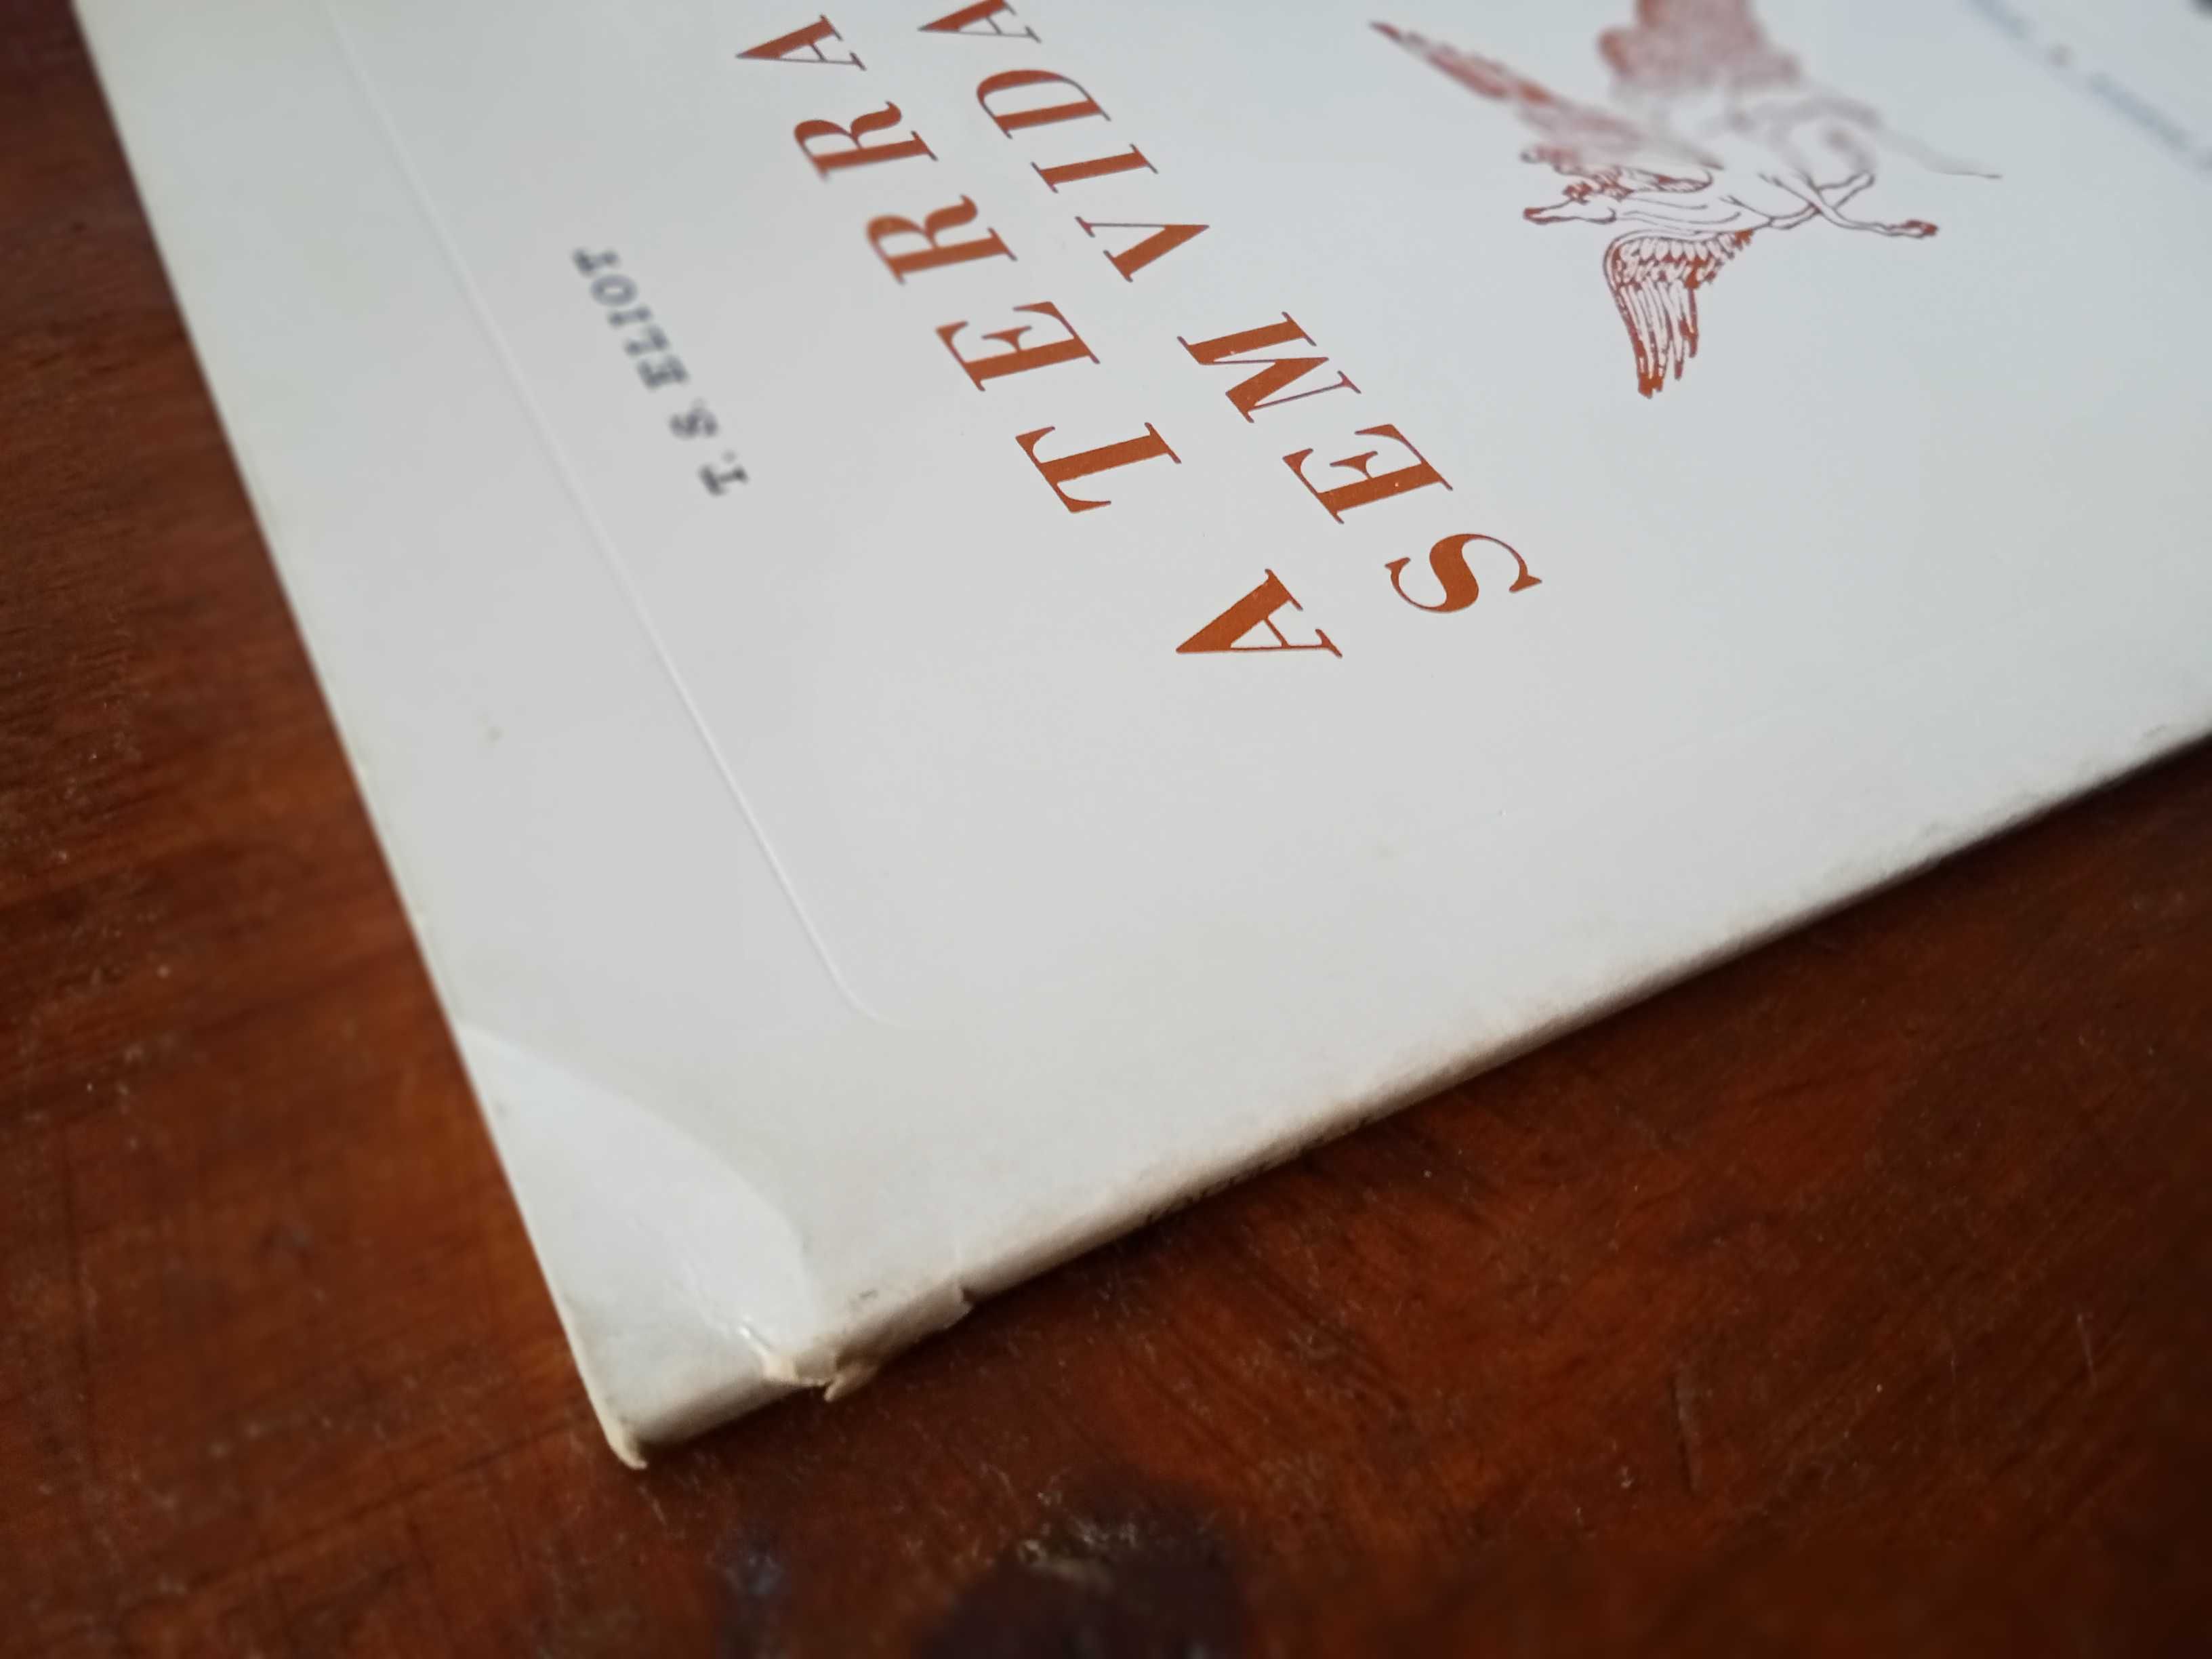 T. S. ELIOT
A TERRA
SEM VIDA